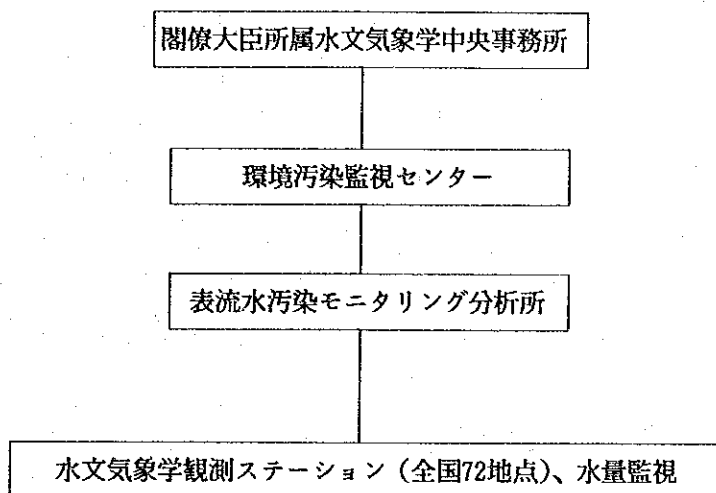 閣僚大臣所属水文気象学中央事務所
環境汚染監視センター
表流水汚染モニタリング分析所
水文気象学観測ステーション（全国72地点）、水量監視